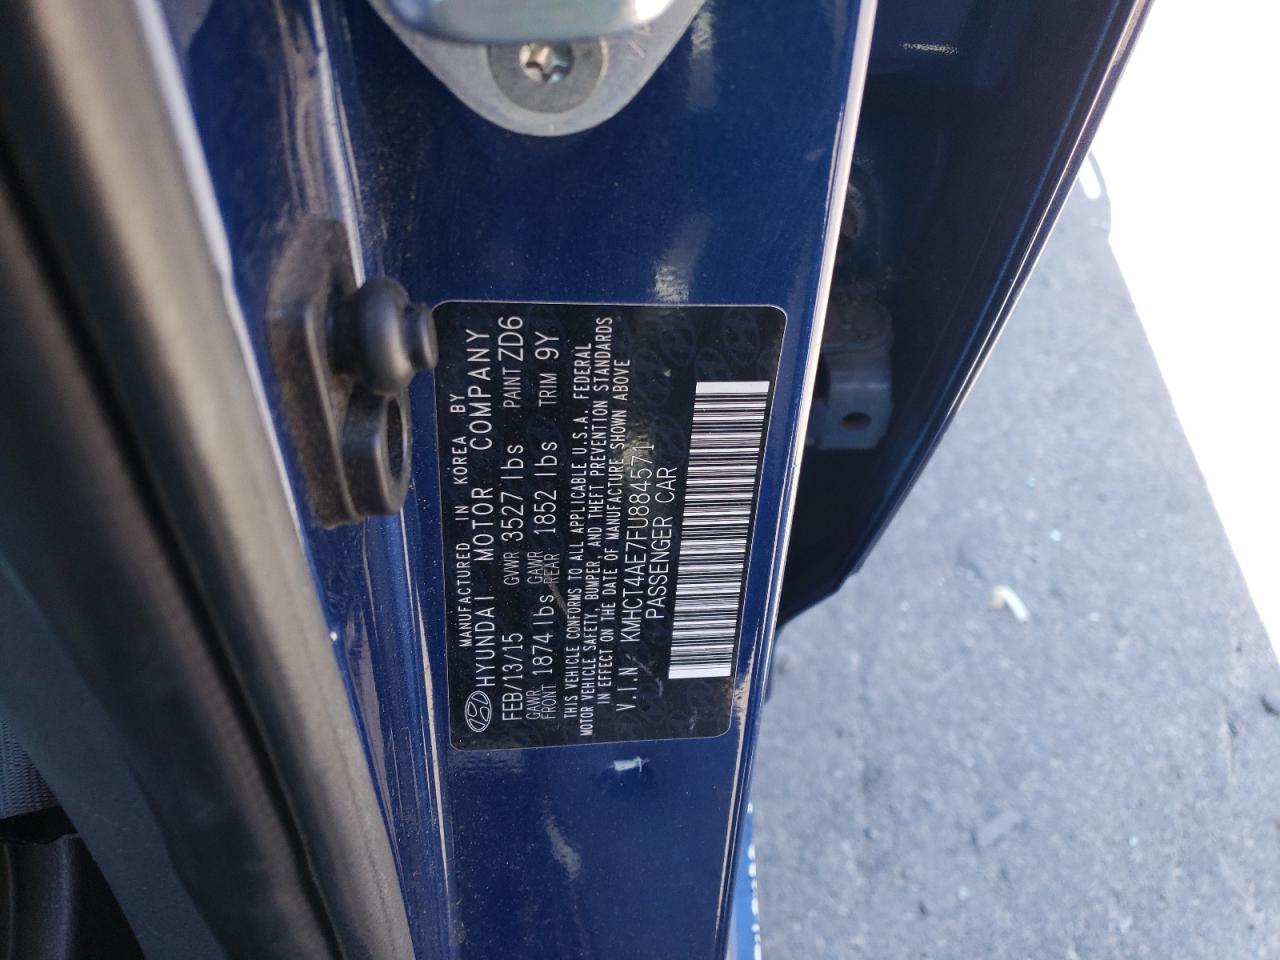 MANUFACTURED IN KOREA BY
HYUNDAI MOTOR COMPANY
FEB/13/15 GVWR 3527 lbs PAINT ZD6
GAWR FRONT 1874 lbs GAWR REAR 1852 lbs TRIM 9Y
THIS VEHICLE CONFORMS TO ALL APPLICABLE U.S.A. FEDERAL
MOTOR VEHICLE SAFETY, BUMPER, AND THEFT PREVENTION STANDARDS
IN EFFECT ON THE DATE OF MANUFACTURE SHOWN ABOVE
V.I.N: KMHCT4AE7FU884571
PASSENGER CAR